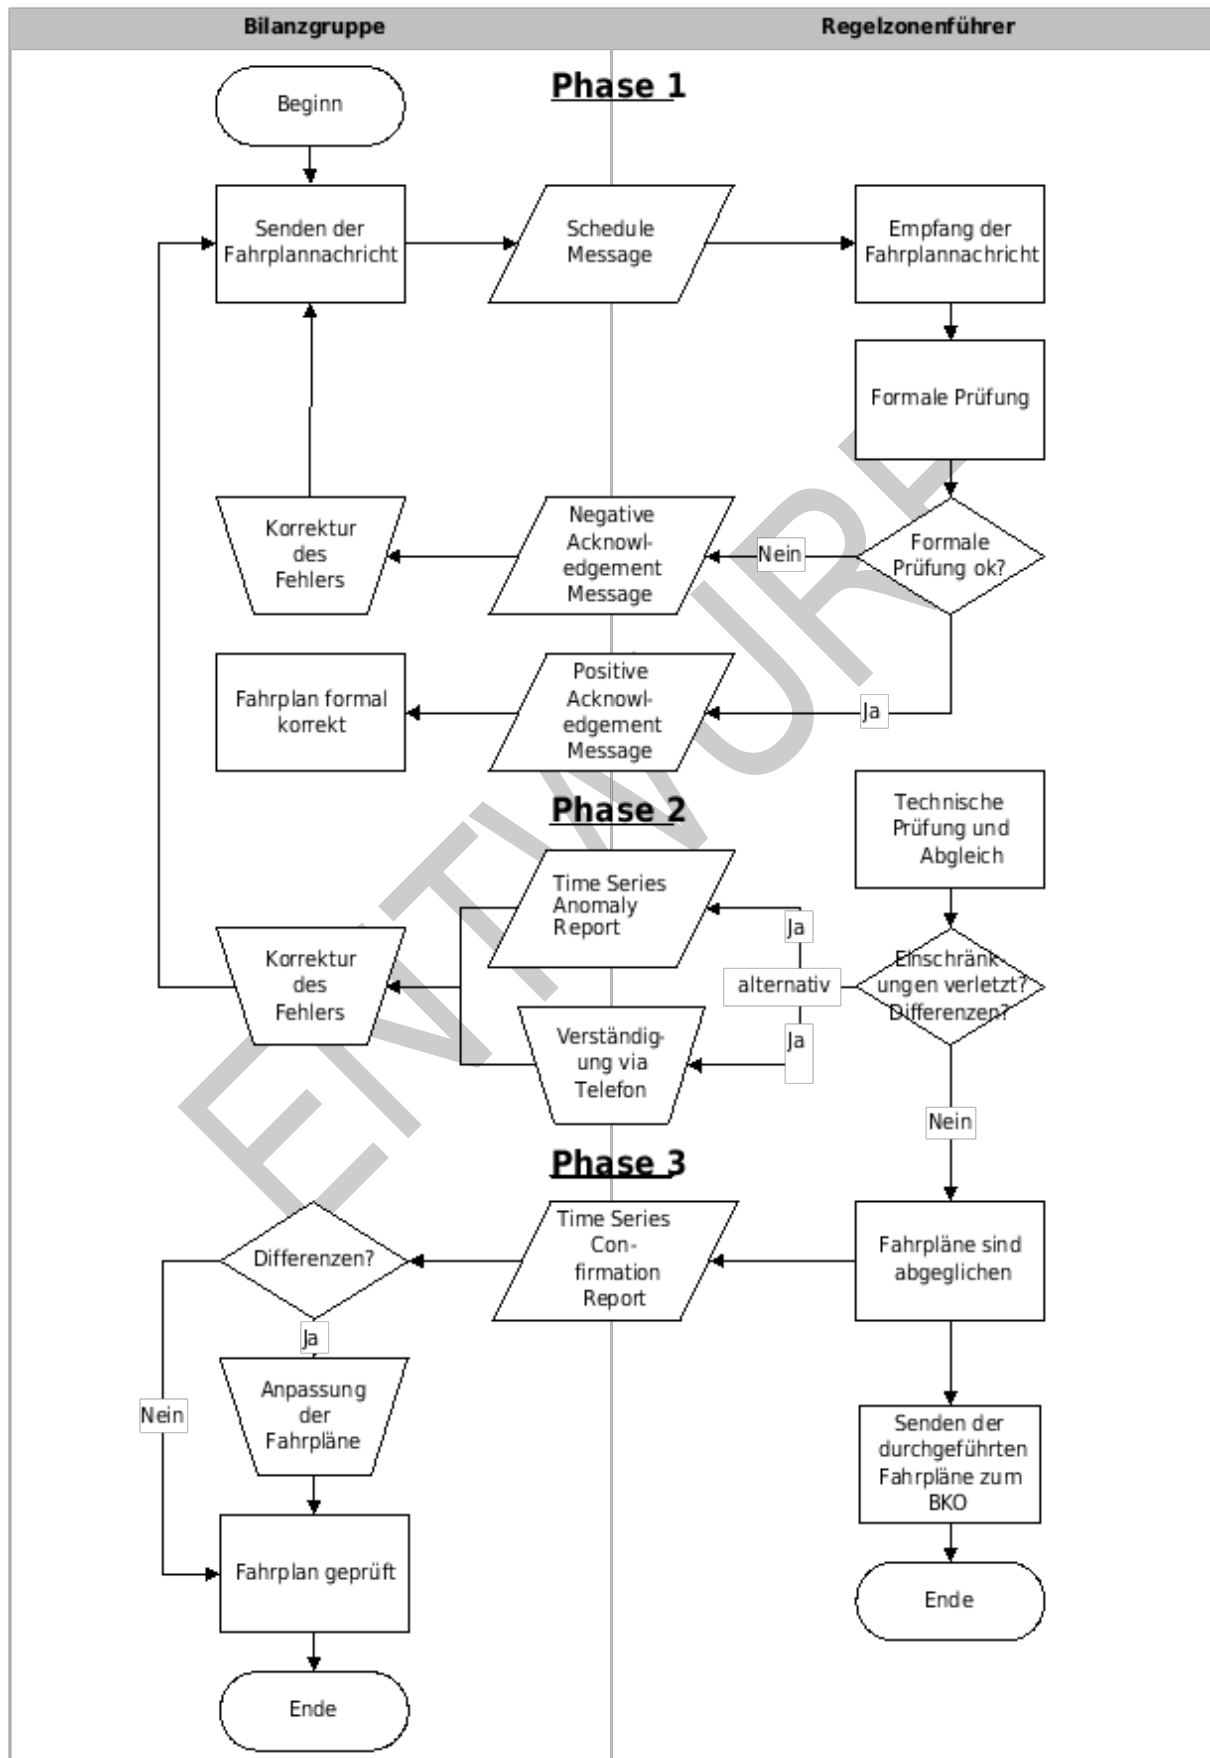 Bilanzgruppe
Regelzonenführer
Phase 1
Beginn
Senden der
Fahrplannachricht
Schedule
Message
Empfang der
Fahrplannachricht
Formale Prüfung
Formale
Prüfung ok?
Nein
Negative
Acknowl-
edgement
Message
Korrektur
des
Fehlers
Ja
Positive
Acknowl-
edgement
Message
Fahrplan formal
korrekt
Phase 2
Technische
Prüfung und
Abgleich
Einschränk-
ungen verletzt?
Differenzen?
Ja
alternativ
Ja
Time Series
Anomaly
Report
Verständig-
ung via
Telefon
Korrektur
des
Fehlers
Nein
Phase 3
Fahrpläne sind
abgeglichen
Time Series
Con-
firmation
Report
Differenzen?
Ja
Nein
Anpassung
der
Fahrpläne
Fahrplan geprüft
Ende
Senden der
durchgeführten
Fahrpläne zum
BKO
Ende
ENTWURF